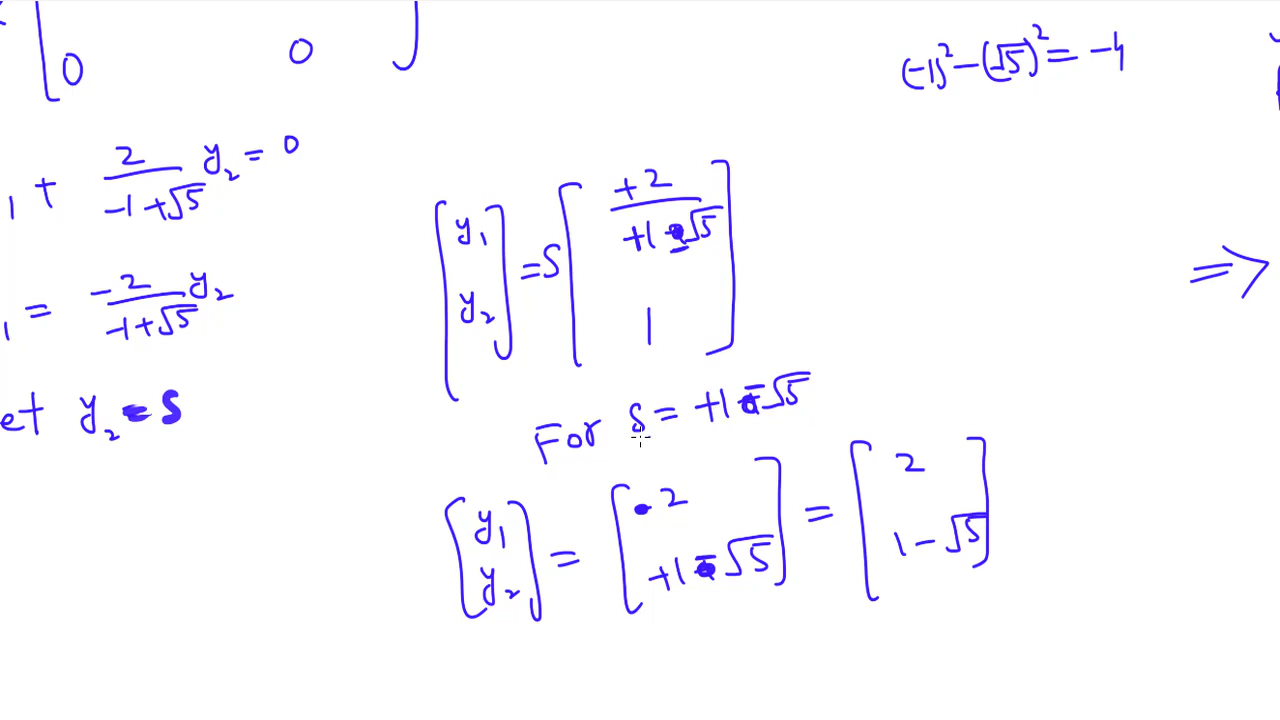 0 0
(-1)² - (√5)² = -4
1 + 2/(-1+√5) y₂ = 0
[y₁ y₂] = S [+2/(+1-√5) 1]
⇒
1 = -2/(-1+√5) y₂
et y₂ = S
For S = +1-√5
[y₁ y₂] = [2 +1-√5] = [2 1-√5]